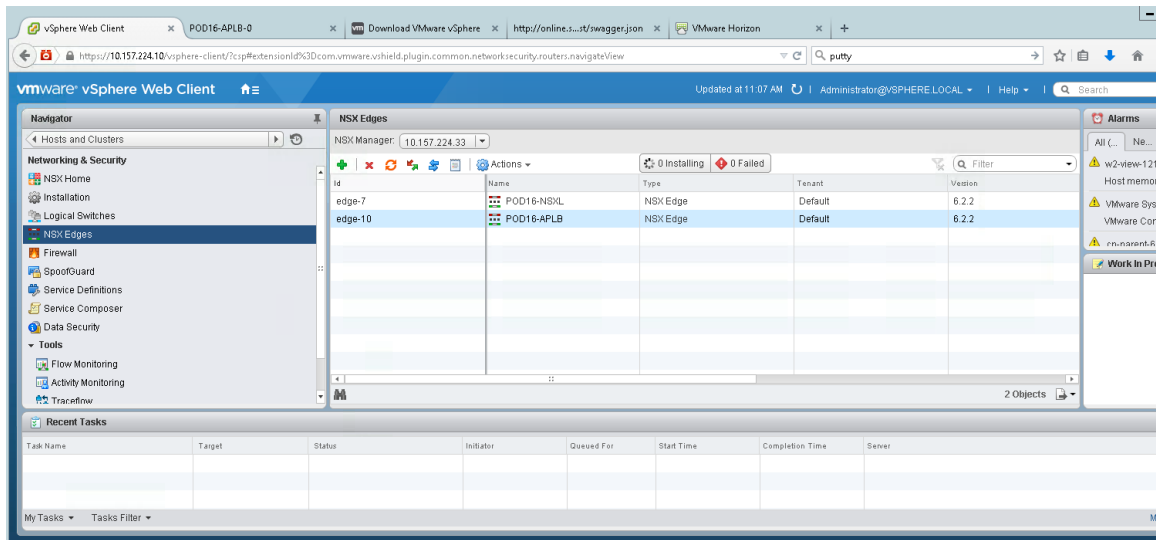 vSphere Web Client × POD16-APLB-0 × Download VMware vSphere × http://online.s...st/swagger.json × VMware Horizon × +
https://10.157.224.10/vsphere-client/?csp#extensionId%3Dcom.vmware.vshield.plugin.common.networksecurity.routers.navigateView putty
vmware® vSphere Web Client Updated at 11:07 AM | Administrator@VSPHERE.LOCAL | Help | Search
Navigator
Hosts and Clusters
Networking & Security
NSX Home
Installation
Logical Switches
NSX Edges
Firewall
SpoofGuard
Service Definitions
Service Composer
Data Security
Tools
Flow Monitoring
Activity Monitoring
Traceflow
NSX Edges
NSX Manager: 10.157.224.33
Actions 0 Installing 0 Failed Filter
Id Name Type Tenant Version
edge-7 POD16-NSXL NSX Edge Default 6.2.2
edge-10 POD16-APLB NSX Edge Default 6.2.2
2 Objects
Alarms
All (... Ne...
w2-view-121
Host memor
VMware Sys
VMware Cor
cp-parent-6
Work In Pro
Recent Tasks
Task Name Target Status Initiator Queued For Start Time Completion Time Server
My Tasks Tasks Filter M